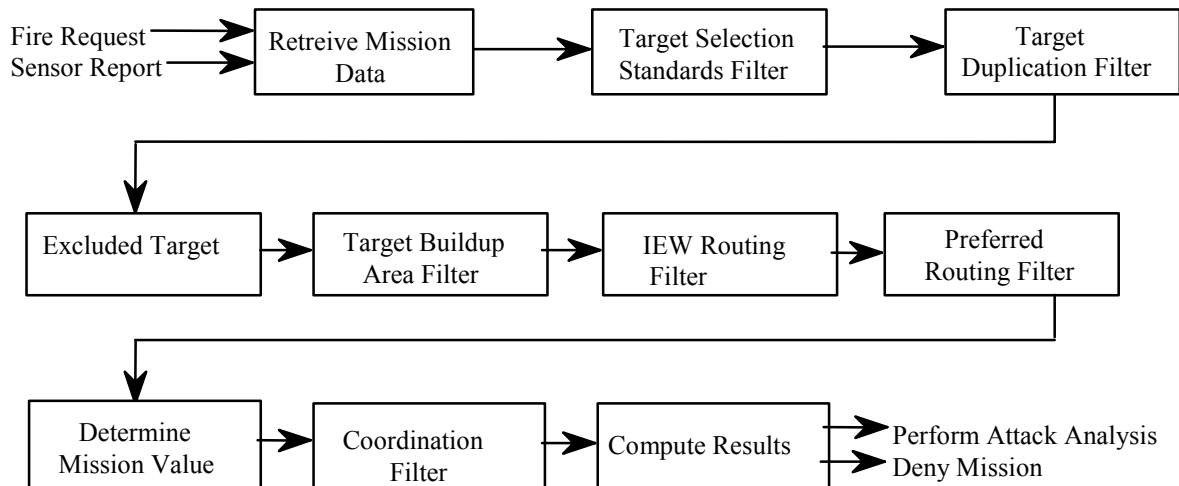 Fire Request
Sensor Report
Retreive Mission
Data
Target Selection
Standards Filter
Target
Duplication Filter
Excluded Target
Target Buildup
Area Filter
IEW Routing
Filter
Preferred
Routing Filter
Determine
Mission Value
Coordination
Filter
Compute Results
Perform Attack Analysis
Deny Mission